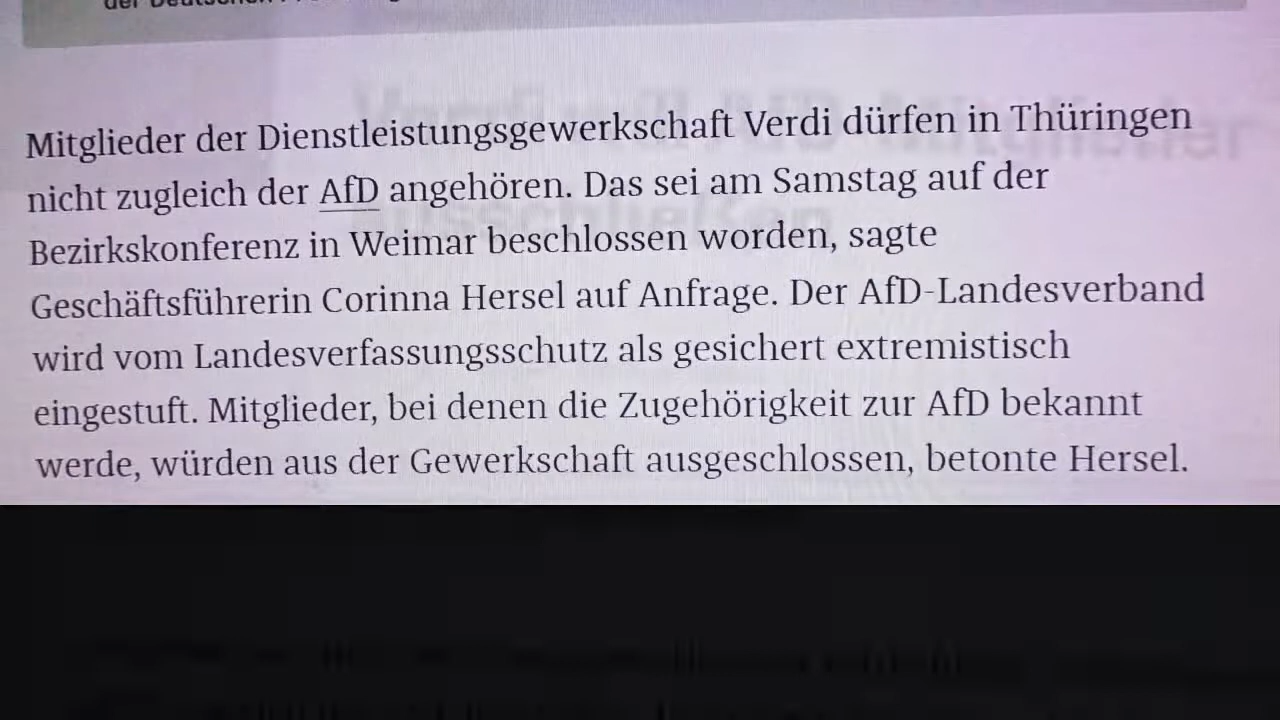 Mitglieder der Dienstleistungsgewerkschaft Verdi dürfen in Thüringen
nicht zugleich der AfD angehören. Das sei am Samstag auf der
Bezirkskonferenz in Weimar beschlossen worden, sagte
Geschäftsführerin Corinna Hersel auf Anfrage. Der AfD-Landesverband
wird vom Landesverfassungsschutz als gesichert extremistisch
eingestuft. Mitglieder, bei denen die Zugehörigkeit zur AfD bekannt
werde, würden aus der Gewerkschaft ausgeschlossen, betonte Hersel.